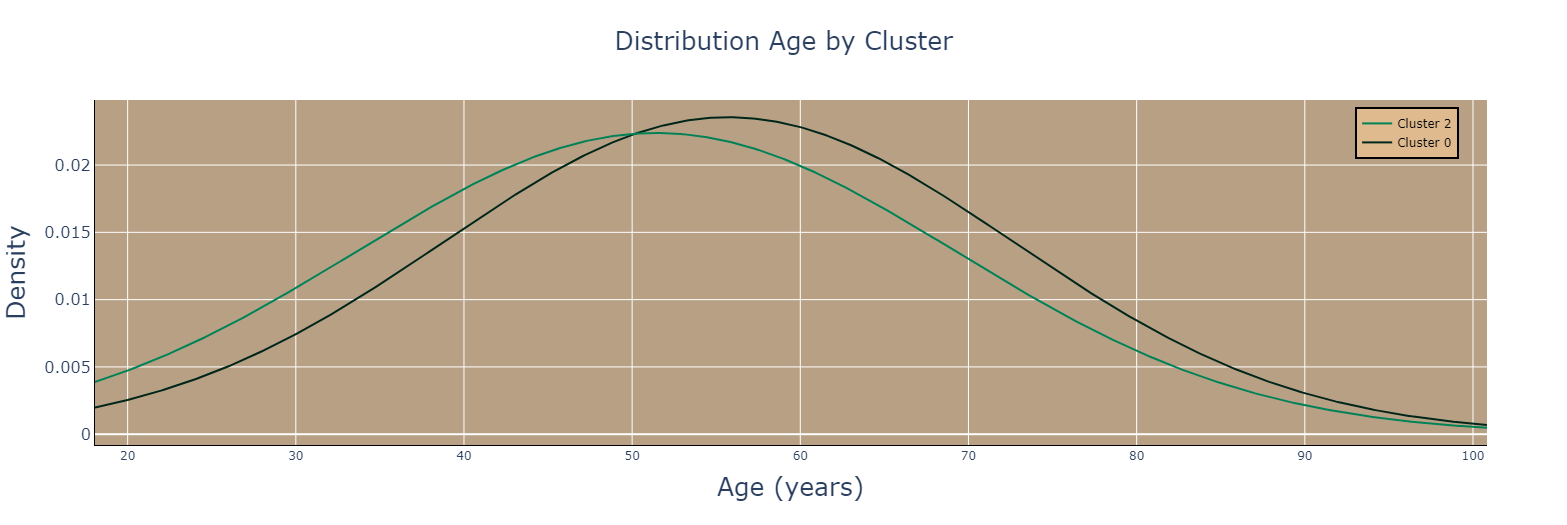 Distribution Age by Cluster
Cluster 2
Cluster 0
Density
0.02
0.015
0.01
0.005
0
20 30 40 50 60 70 80 90 100
Age (years)